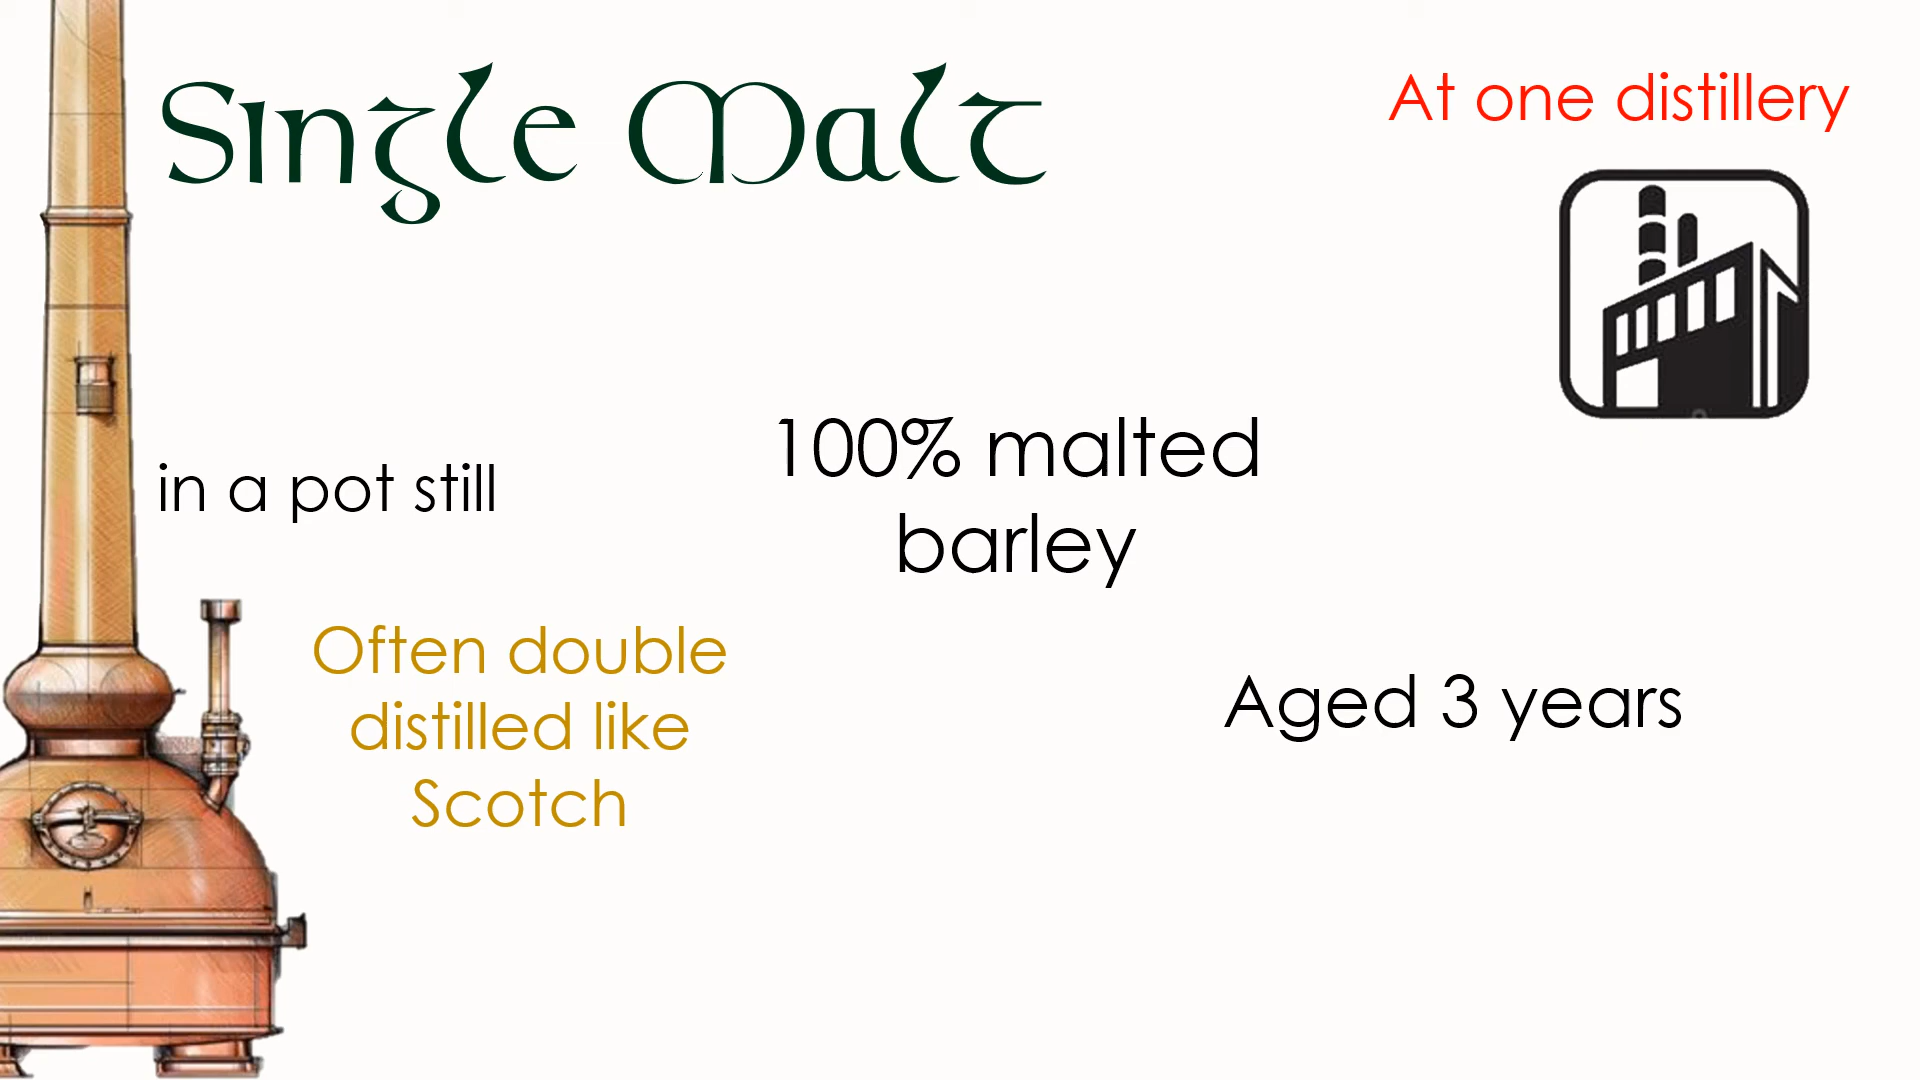 Single Malt
At one distillery
100% malted
barley
in a pot still
Often double
distilled like
Scotch
Aged 3 years